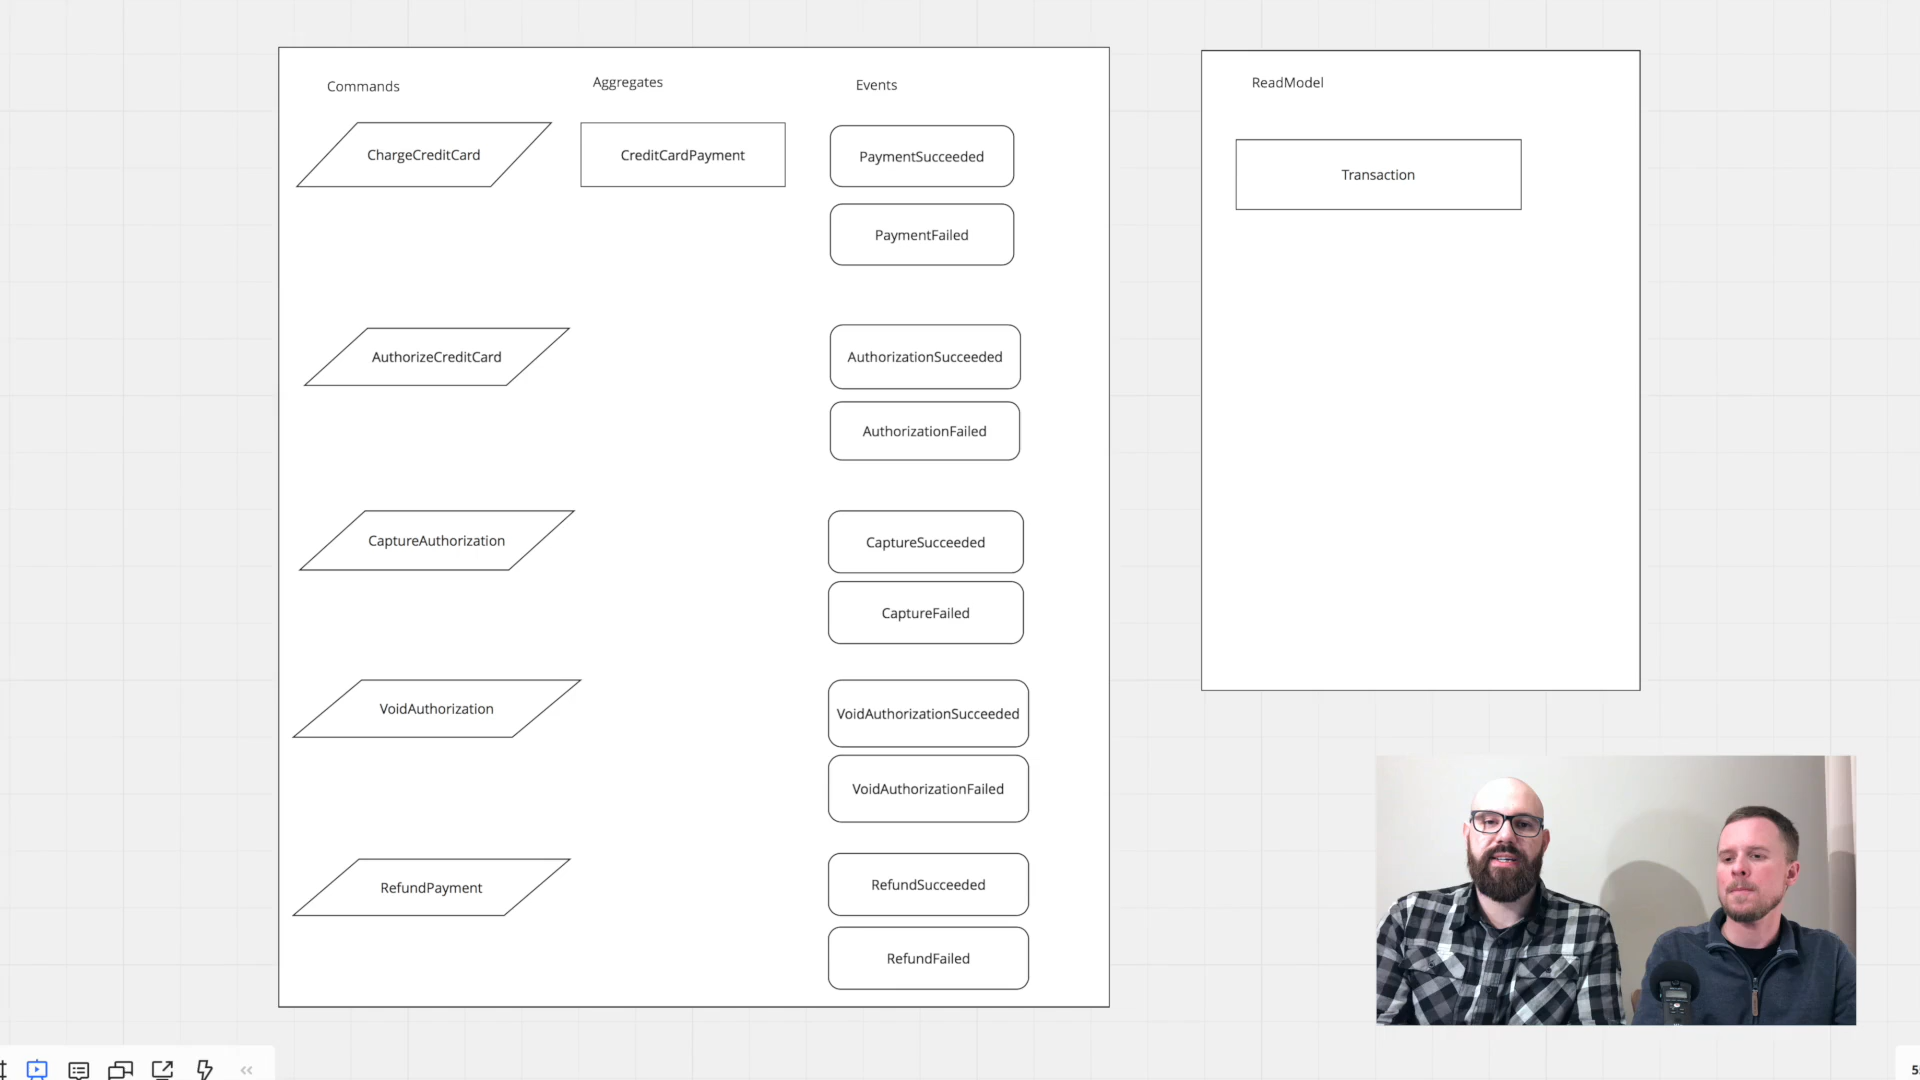 Commands
Aggregates
Events
ChargeCreditCard
CreditCardPayment
PaymentSucceeded
PaymentFailed
AuthorizeCreditCard
AuthorizationSucceeded
AuthorizationFailed
CaptureAuthorization
CaptureSucceeded
CaptureFailed
VoidAuthorization
VoidAuthorizationSucceeded
VoidAuthorizationFailed
RefundPayment
RefundSucceeded
RefundFailed
ReadModel
Transaction